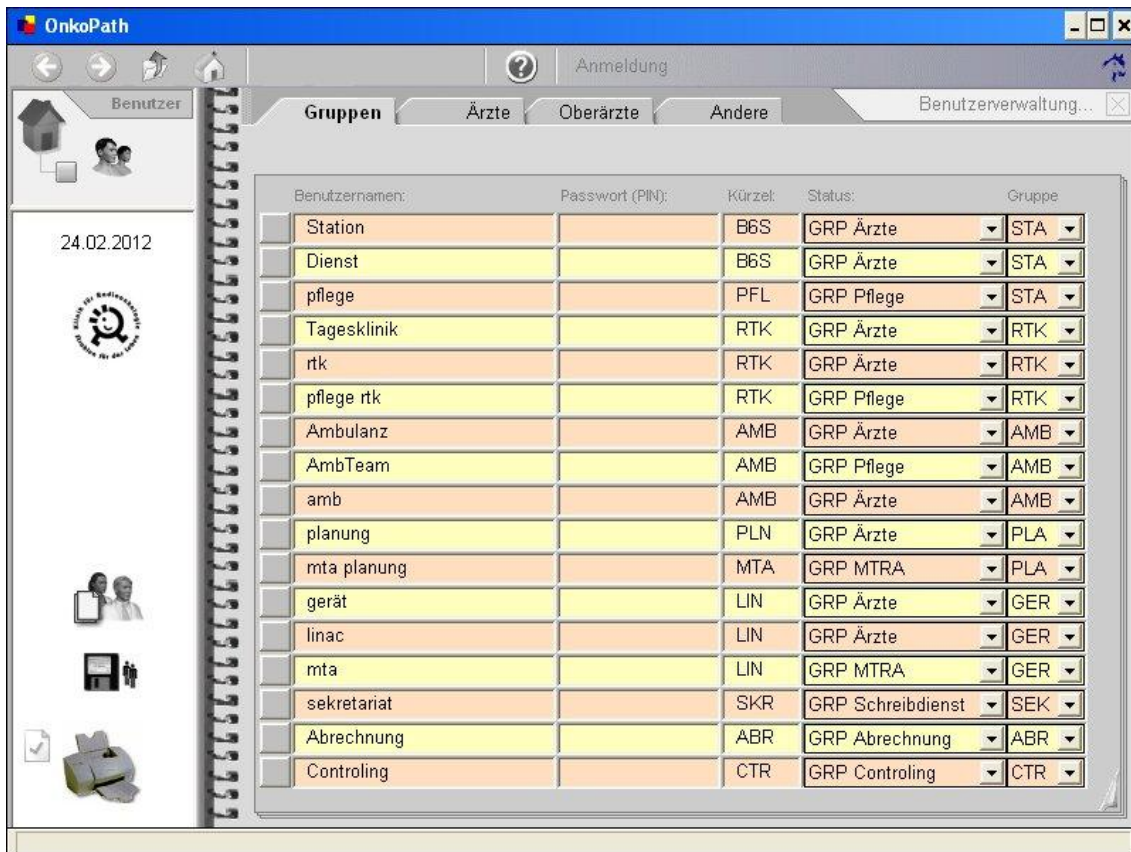 OnkoPath
Anmeldung
Benutzer
Gruppen Ärzte Oberärzte Andere Benutzerverwaltung...
24.02.2012
Benutzernamen: Passwort (PIN): Kürzel: Status: Gruppe
Station B6S GRP Ärzte STA
Dienst B6S GRP Ärzte STA
pflege PFL GRP Pflege STA
Tagesklinik RTK GRP Ärzte RTK
rtk RTK GRP Ärzte RTK
pflege rtk RTK GRP Pflege RTK
Ambulanz AMB GRP Ärzte AMB
AmbTeam AMB GRP Pflege AMB
amb AMB GRP Ärzte AMB
planung PLN GRP Ärzte PLA
mta planung MTA GRP MTRA PLA
gerät LIN GRP Ärzte GER
linac LIN GRP Ärzte GER
mta LIN GRP MTRA GER
sekretariat SKR GRP Schreibdienst SEK
Abrechnung ABR GRP Abrechnung ABR
Controling CTR GRP Controling CTR